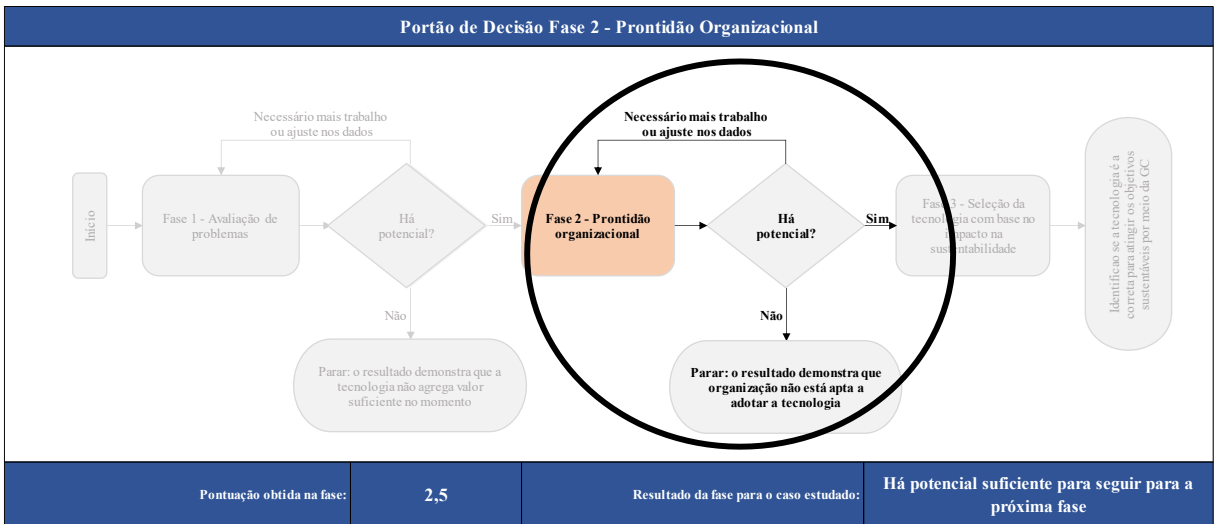 Portão de Decisão Fase 2 - Prontidão Organizacional
Necessário mais trabalho
ou ajuste nos dados
Início
Fase 1 - Avaliação de
problemas
Há
potencial?
Sim
Não
Parar: o resultado demonstra que a
tecnologia não agrega valor
suficiente no momento
Necessário mais trabalho
ou ajuste nos dados
Fase 2 - Prontidão
organizacional
Há
potencial?
Sim
Não
Parar: o resultado demonstra que
organização não está apta a
adotar a tecnologia
Fase 3 - Seleção da
tecnologia com base no
impacto na
sustentabilidade
Identificao se a tecnologia é a
correta para atingir os objetivos
sustentáveis por meio da GC
Pontuação obtida na fase:
2,5
Resultado da fase para o caso estudado:
Há potencial suficiente para seguir para a
próxima fase